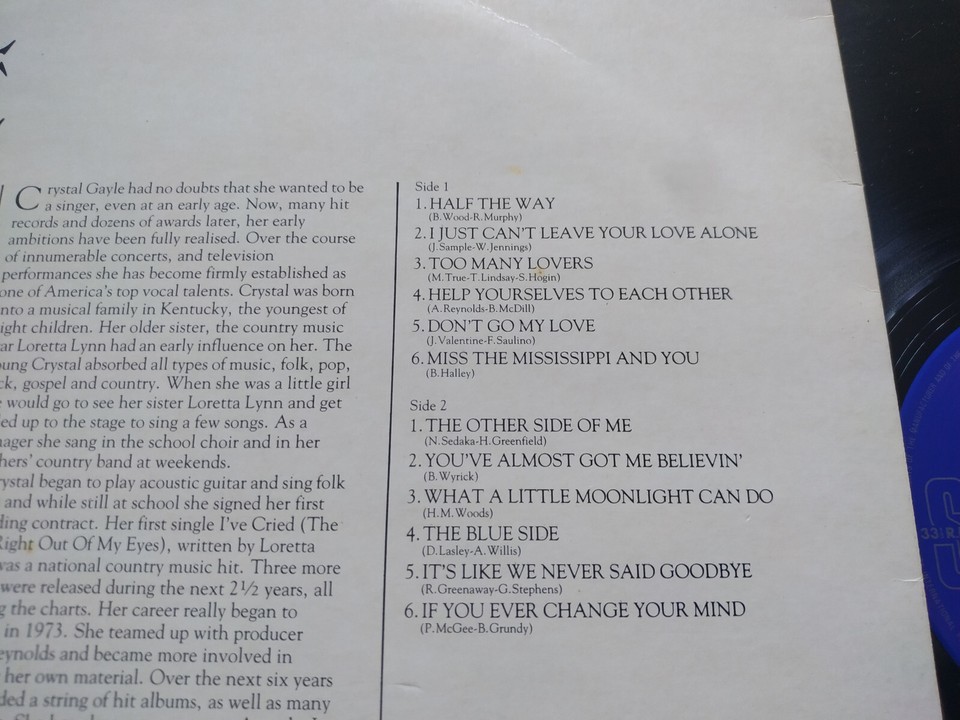 Crystal Gayle had no doubts that she wanted to be
a singer, even at an early age. Now, many hit
records and dozens of awards later, her early
ambitions have been fully realised. Over the course
of innumerable concerts, and television
performances she has become firmly established as
one of America's top vocal talents. Crystal was born
nto a musical family in Kentucky, the youngest of
ight children. Her older sister, the country music
ar Loretta Lynn had an early influence on her. The
oung Crystal absorbed all types of music, folk, pop,
ck, gospel and country. When she was a little girl
would go to see her sister Loretta Lynn and get
ed up to the stage to sing a few songs. As a
nager she sang in the school choir and in her
hers' country band at weekends.
rystal began to play acoustic guitar and sing folk
and while still at school she signed her first
ding contract. Her first single I've Cried (The
Right Out Of My Eyes), written by Loretta
was a national country music hit. Three more
were released during the next 2½ years, all
g the charts. Her career really began to
in 1973. She teamed up with producer
eynolds and became more involved in
her own material. Over the next six years
ded a string of hit albums, as well as many
Side 1
1. HALF THE WAY
(B. Wood-R. Murphy)
2. I JUST CAN'T LEAVE YOUR LOVE ALONE
(J. Sample-W. Jennings)
3. TOO MANY LOVERS
(M. True-T. Lindsay-S. Hogin)
4. HELP YOURSELVES TO EACH OTHER
(A. Reynolds-B. McDill)
5. DON'T GO MY LOVE
(J. Valentine-F. Saulino)
6. MISS THE MISSISSIPPI AND YOU
(B. Halley)
Side 2
1. THE OTHER SIDE OF ME
(N. Sedaka-H. Greenfield)
2. YOU'VE ALMOST GOT ME BELIEVIN'
(B. Wyrick)
3. WHAT A LITTLE MOONLIGHT CAN DO
(H. M. Woods)
4. THE BLUE SIDE
(D. Lasley-A. Willis)
5. IT'S LIKE WE NEVER SAID GOODBYE
(R. Greenaway-G. Stephens)
6. IF YOU EVER CHANGE YOUR MIND
(P. McGee-B. Grundy)
33⅓ R.